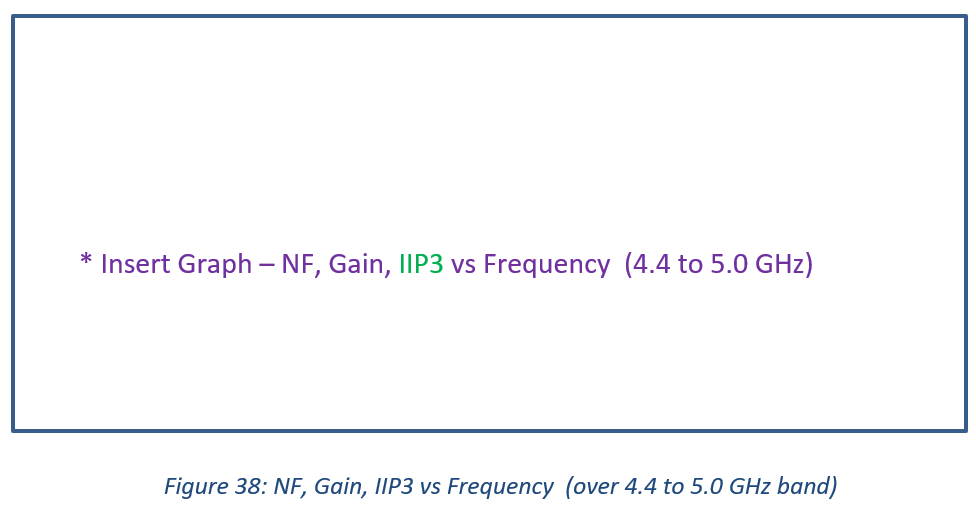 * Insert Graph – NF, Gain, IIP3 vs Frequency  (4.4 to 5.0 GHz)
Figure 38: NF, Gain, IIP3 vs Frequency  (over 4.4 to 5.0 GHz band)